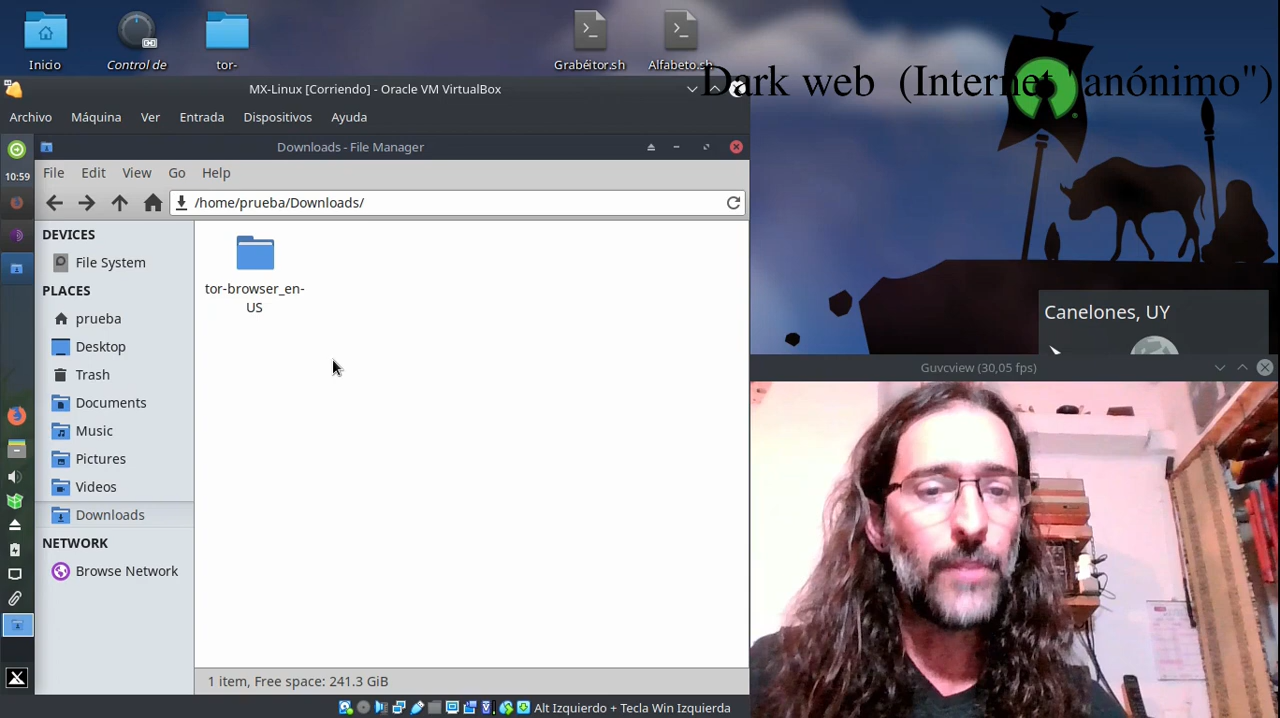 Inicio
Control de
tor-
Grabéitor.sh
Alfabeto.sh
Dark web (Internet "anónimo")
MX-Linux [Corriendo] - Oracle VM VirtualBox
Archivo Máquina Ver Entrada Dispositivos Ayuda
Downloads - File Manager
10:59
File Edit View Go Help
/home/prueba/Downloads/
DEVICES
File System
PLACES
prueba
Desktop
Trash
Documents
Music
Pictures
Videos
Downloads
NETWORK
Browse Network
tor-browser_en-
US
1 item, Free space: 241.3 GiB
Alt Izquierdo + Tecla Win Izquierda
Canelones, UY
Guvcview (30,05 fps)